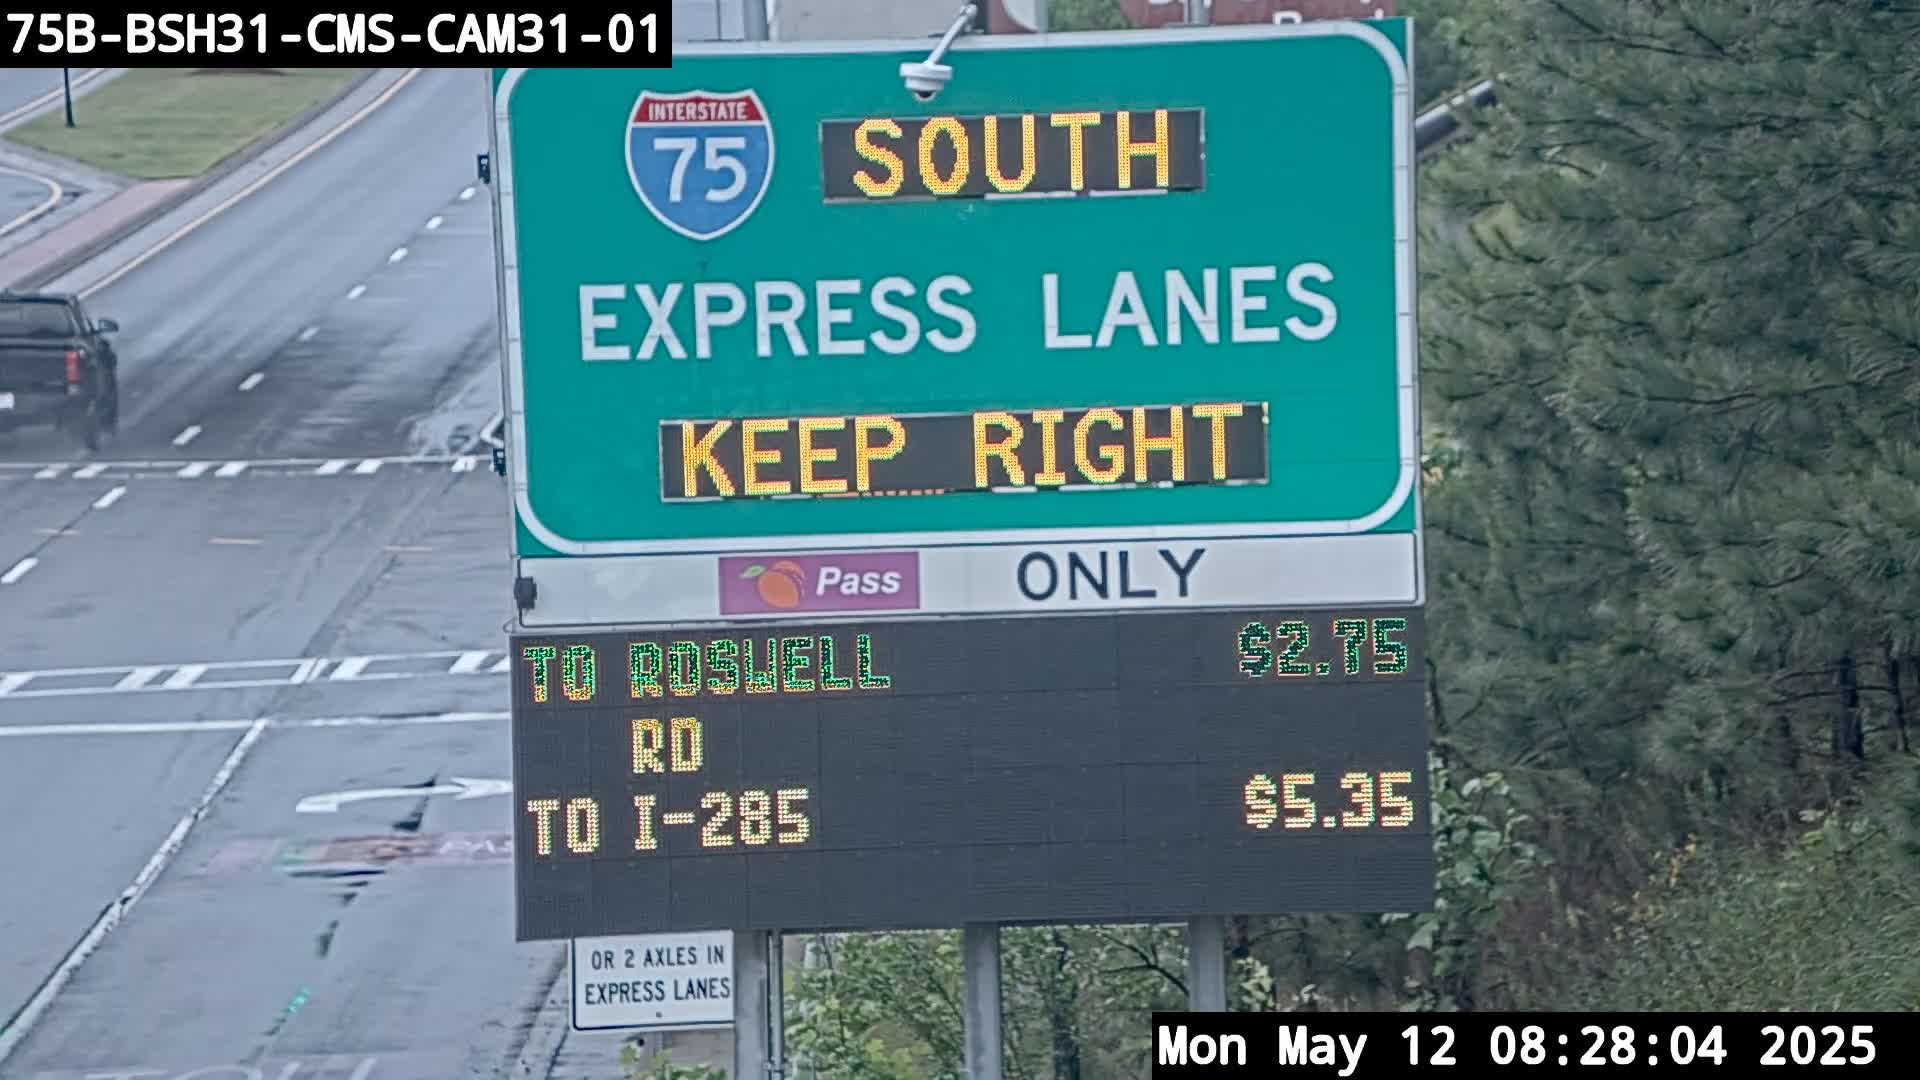 75B-BSH31-CMS-CAM31-01
INTERSTATE
75
SOUTH
EXPRESS LANES
KEEP RIGHT
Pass ONLY
TO ROSWELL $2.75
RD
TO I-285 $5.35
OR 2 AXLES IN
EXPRESS LANES
Mon May 12 08:28:04 2025